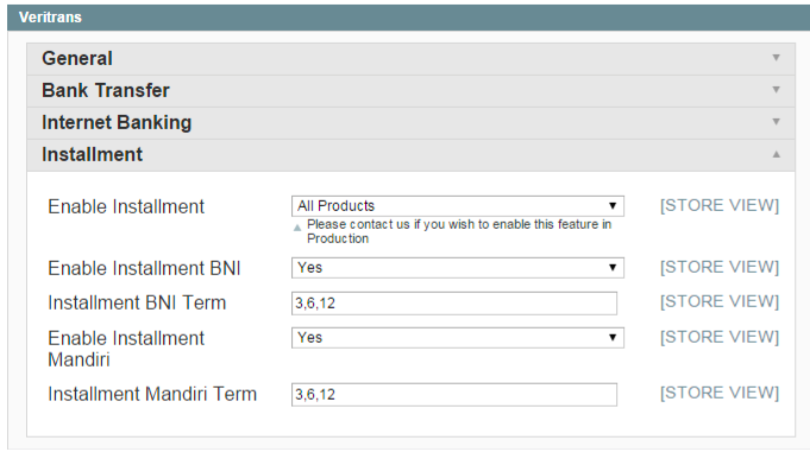 Veritrans
General
Bank Transfer
Internet Banking
Installment
Enable Installment All Products [STORE VIEW]
Please contact us if you wish to enable this feature in
Production
Enable Installment BNI Yes [STORE VIEW]
Installment BNI Term 3,6,12 [STORE VIEW]
Enable Installment Yes [STORE VIEW]
Mandiri
Installment Mandiri Term 3,6,12 [STORE VIEW]